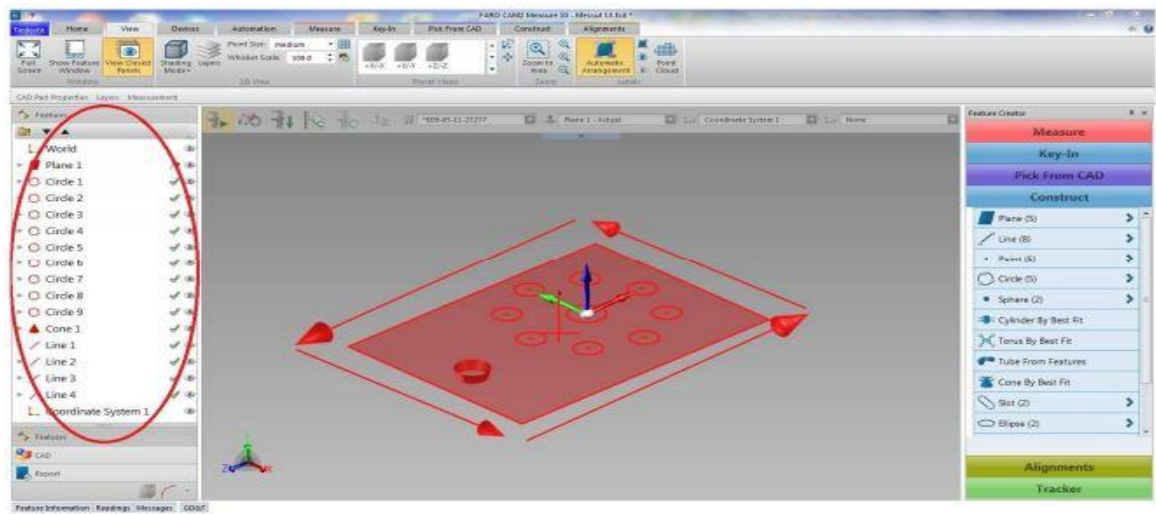 FARO CAM2 Measure 10 -
Home View Devices Automation Measure Key-In Pick From CAD Construct Alignments
Full Screen
Show Feature Window
View Closed Panels
Shading Mode
Layers
Point Size: medium
Whisker Scale: 100.0
+X/-X +Y/-Y +Z/-Z
Zoom to Area
Automatic Arrangement
Point Cloud
Window 3D View Preset Views Zoom Labels
CAD Part Properties Layers Measurement
Features
World
Plane 1
Circle 1
Circle 2
Circle 3
Circle 4
Circle 5
Circle 6
Circle 7
Circle 8
Circle 9
Cone 1
Line 1
Line 2
Line 3
Line 4
Coordinate System 1
Features
CAD
Report
Feature Information Readings Messages GD&T
Plane 1 - Actual
Coordinate System 1
None
Z
X
Feature Creator
Measure
Key-In
Pick From CAD
Construct
Plane (5)
Line (8)
Point (6)
Circle (5)
Sphere (2)
Cylinder By Best Fit
Torus By Best Fit
Tube From Features
Cone By Best Fit
Slot (2)
Ellipse (2)
Alignments
Tracker